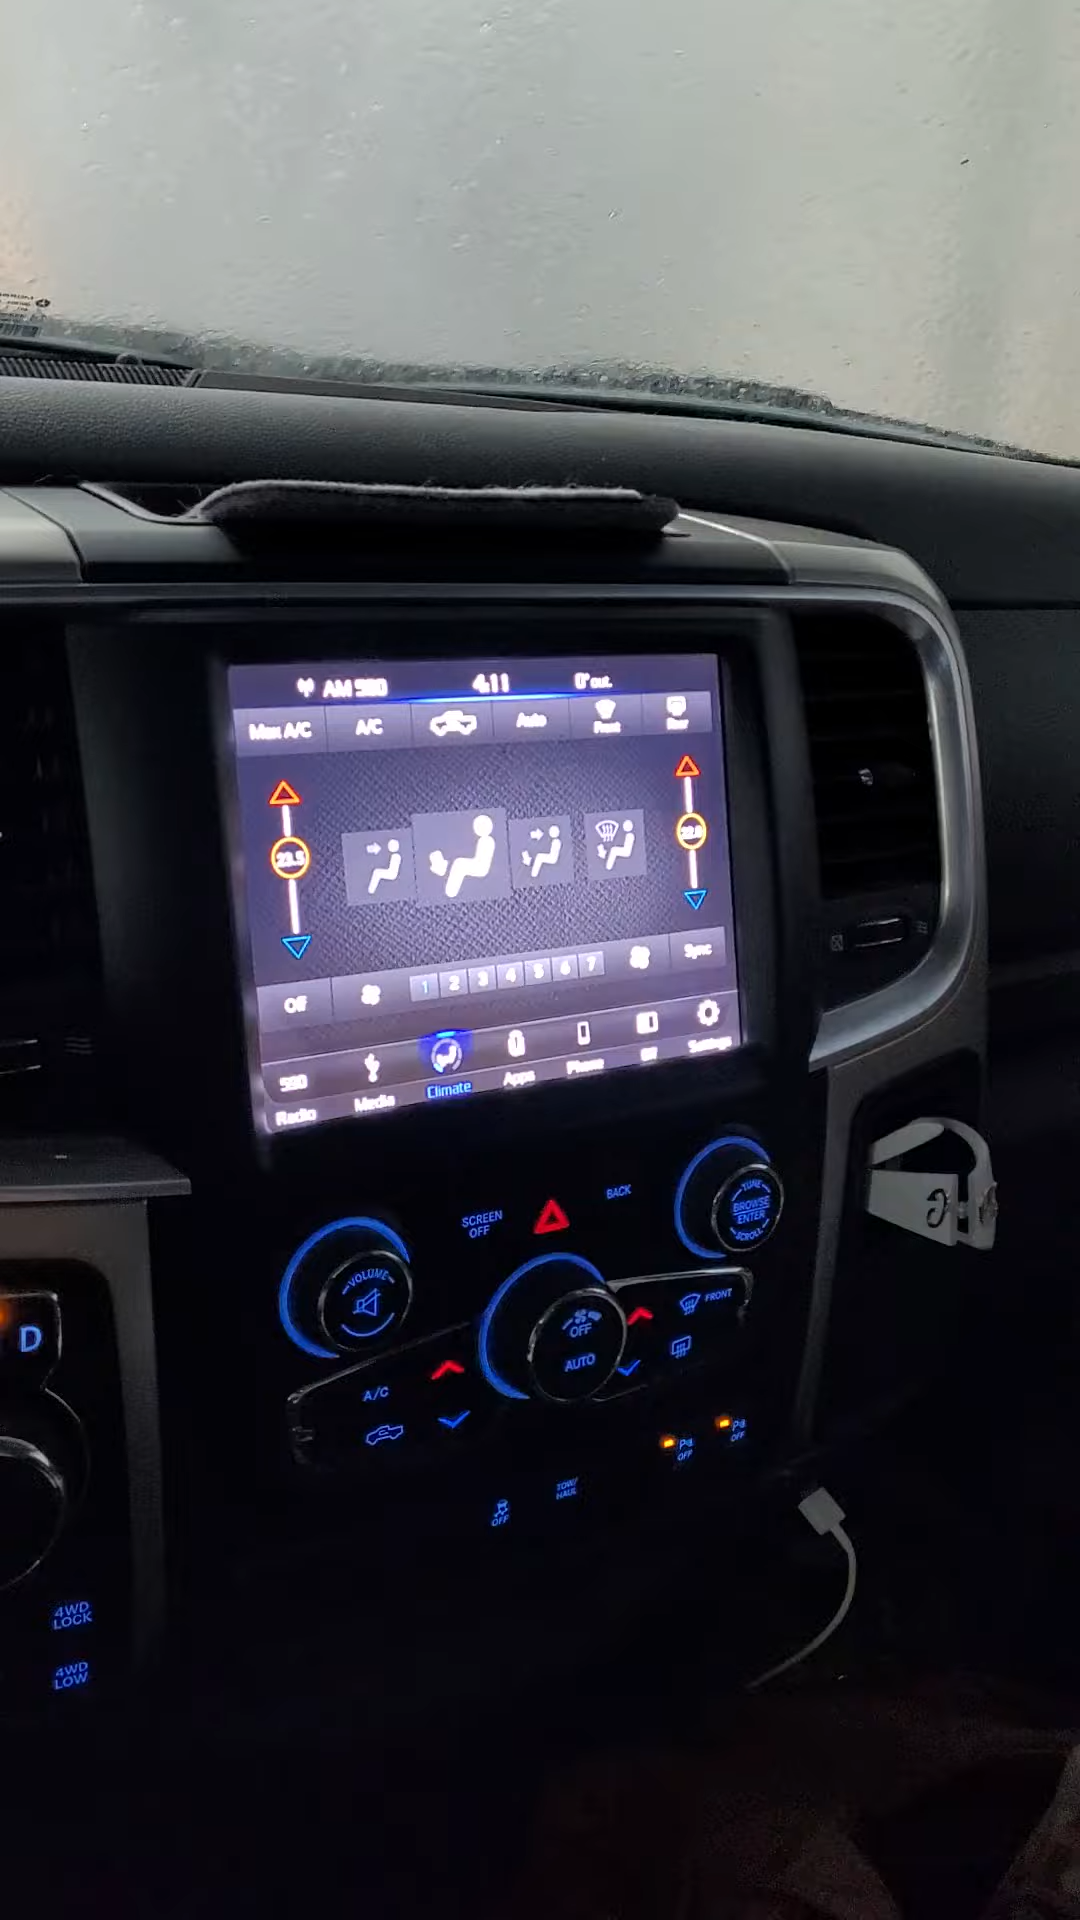 AM 580 4:11 0° out.
Max A/C A/C Auto Front Rear
23.5
1 2 3 4 5 6 7
Off Sync
580
Radio Media Climate Apps Phone Settings
SCREEN
OFF
BACK
TUNE
BROWSE
ENTER
SCROLL
VOLUME
OFF
AUTO
FRONT
A/C
D
P
OFF
P
OFF
TOW/
HAUL
OFF
4WD
LOCK
4WD
LOW